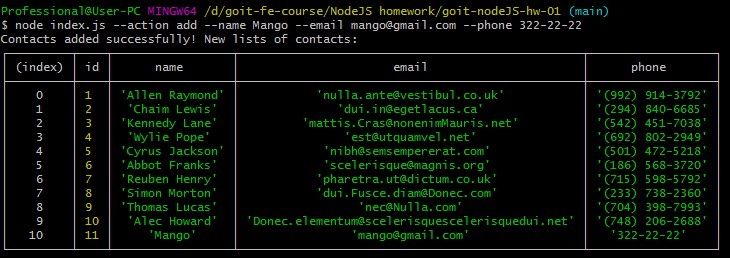 Professional@User-PC MINGW64 /d/goit-fe-course/NodeJS homework/goit-nodeJS-hw-01 (main)
$ node index.js --action add --name Mango --email mango@gmail.com --phone 322-22-22
Contacts added successfully! New lists of contacts:
(index) id name email phone
0 1 'Allen Raymond' 'nulla.ante@vestibul.co.uk' '(992) 914-3792'
1 2 'Chaim Lewis' 'dui.in@egetlacus.ca' '(294) 840-6685'
2 3 'Kennedy Lane' 'mattis.Cras@nonenimMauris.net' '(542) 451-7038'
3 4 'Wylie Pope' 'est@utquamvel.net' '(692) 802-2949'
4 5 'Cyrus Jackson' 'nibh@semsempererat.com' '(501) 472-5218'
5 6 'Abbot Franks' 'scelerisque@magnis.org' '(186) 568-3720'
6 7 'Reuben Henry' 'pharetra.ut@dictum.co.uk' '(715) 598-5792'
7 8 'Simon Morton' 'dui.Fusce.diam@Donec.com' '(233) 738-2360'
8 9 'Thomas Lucas' 'nec@Nulla.com' '(704) 398-7993'
9 10 'Alec Howard' 'Donec.elementum@scelerisquescelerisquedui.net' '(748) 206-2688'
10 11 'Mango' 'mango@gmail.com' '322-22-22'